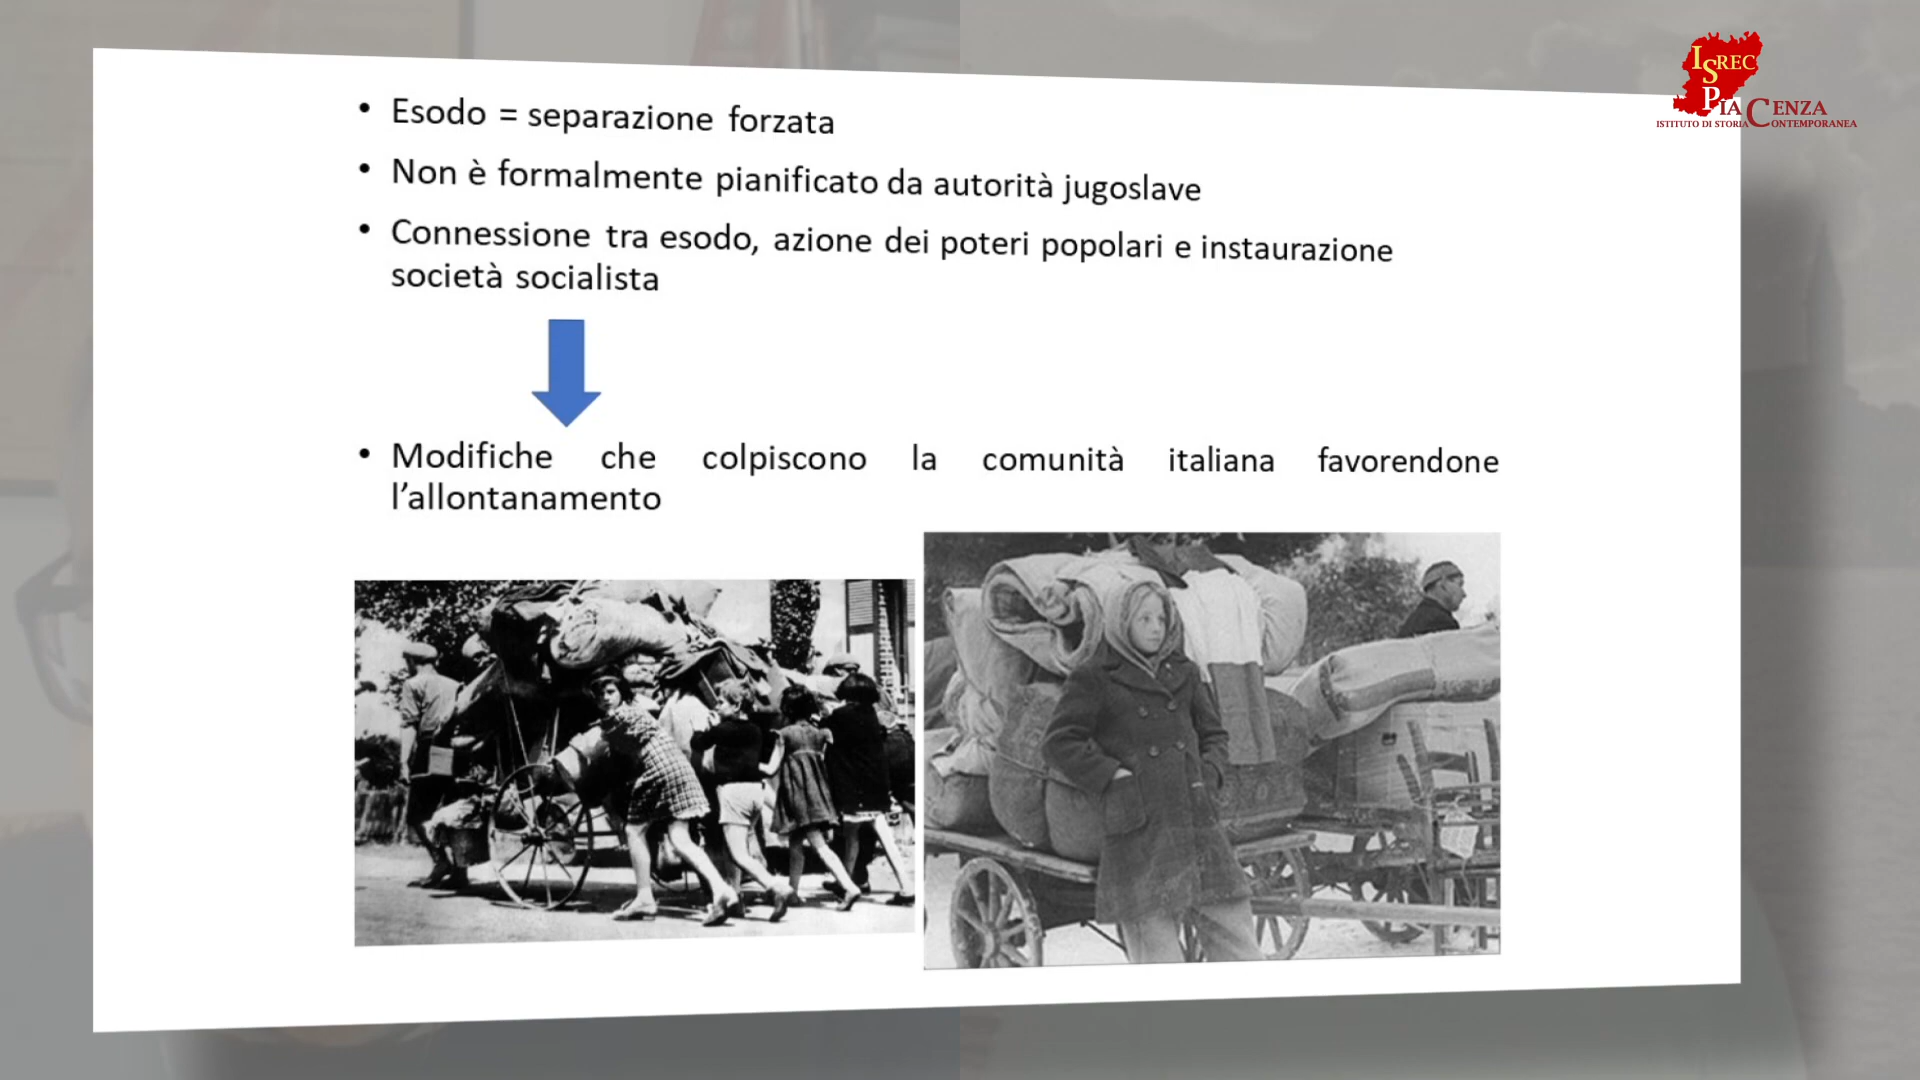 ISREC
PIACENZA
ISTITUTO DI STORIA CONTEMPORANEA
• Esodo = separazione forzata
• Non è formalmente pianificato da autorità jugoslave
• Connessione tra esodo, azione dei poteri popolari e instaurazione
società socialista
• Modifiche che colpiscono la comunità italiana favorendone
l’allontanamento